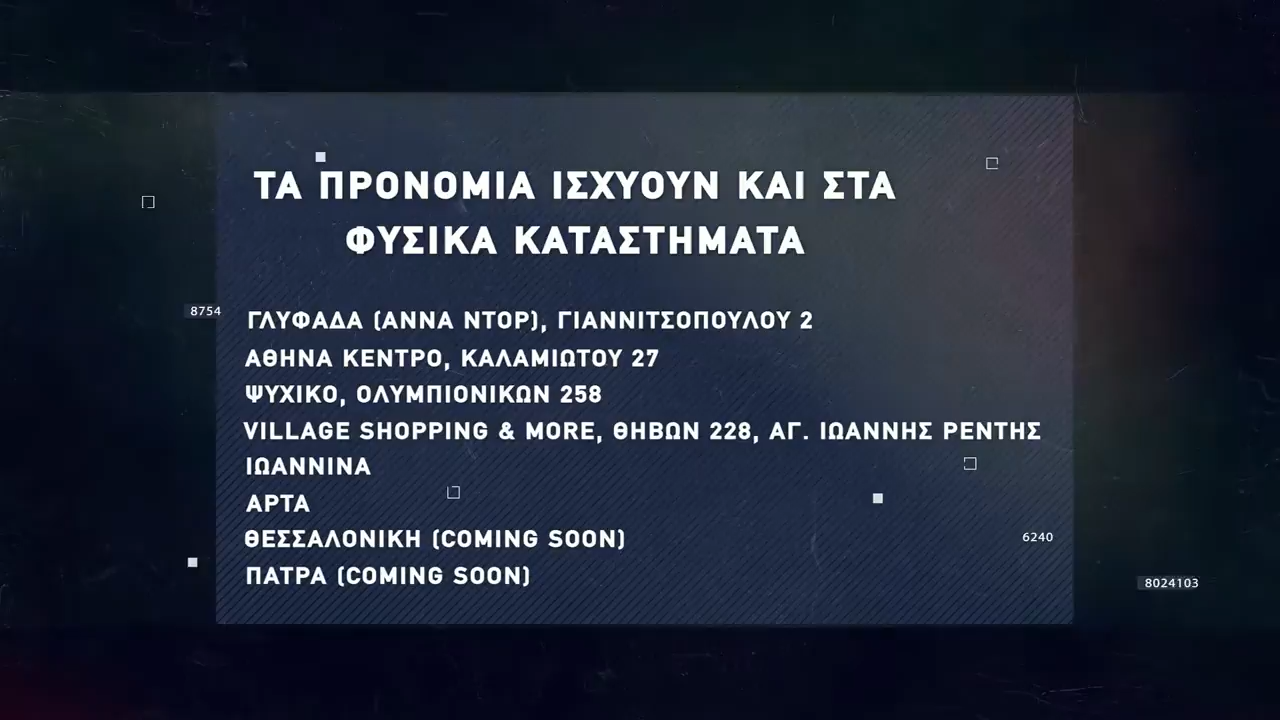 ΤΑ ΠΡΟΝΟΜΙΑ ΙΣΧΥΟΥΝ ΚΑΙ ΣΤΑ
ΦΥΣΙΚΑ ΚΑΤΑΣΤΗΜΑΤΑ
8754
ΓΛΥΦΑΔΑ (ΑΝΝΑ ΝΤΟΡ), ΓΙΑΝΝΙΤΣΟΠΟΥΛΟΥ 2
ΑΘΗΝΑ ΚΕΝΤΡΟ, ΚΑΛΑΜΙΩΤΟΥ 27
ΨΥΧΙΚΟ, ΟΛΥΜΠΙΟΝΙΚΩΝ 258
VILLAGE SHOPPING & MORE, ΘΗΒΩΝ 228, ΑΓ. ΙΩΑΝΝΗΣ ΡΕΝΤΗΣ
ΙΩΑΝΝΙΝΑ
ΑΡΤΑ
ΘΕΣΣΑΛΟΝΙΚΗ (COMING SOON)
6240
ΠΑΤΡΑ (COMING SOON)
8024103